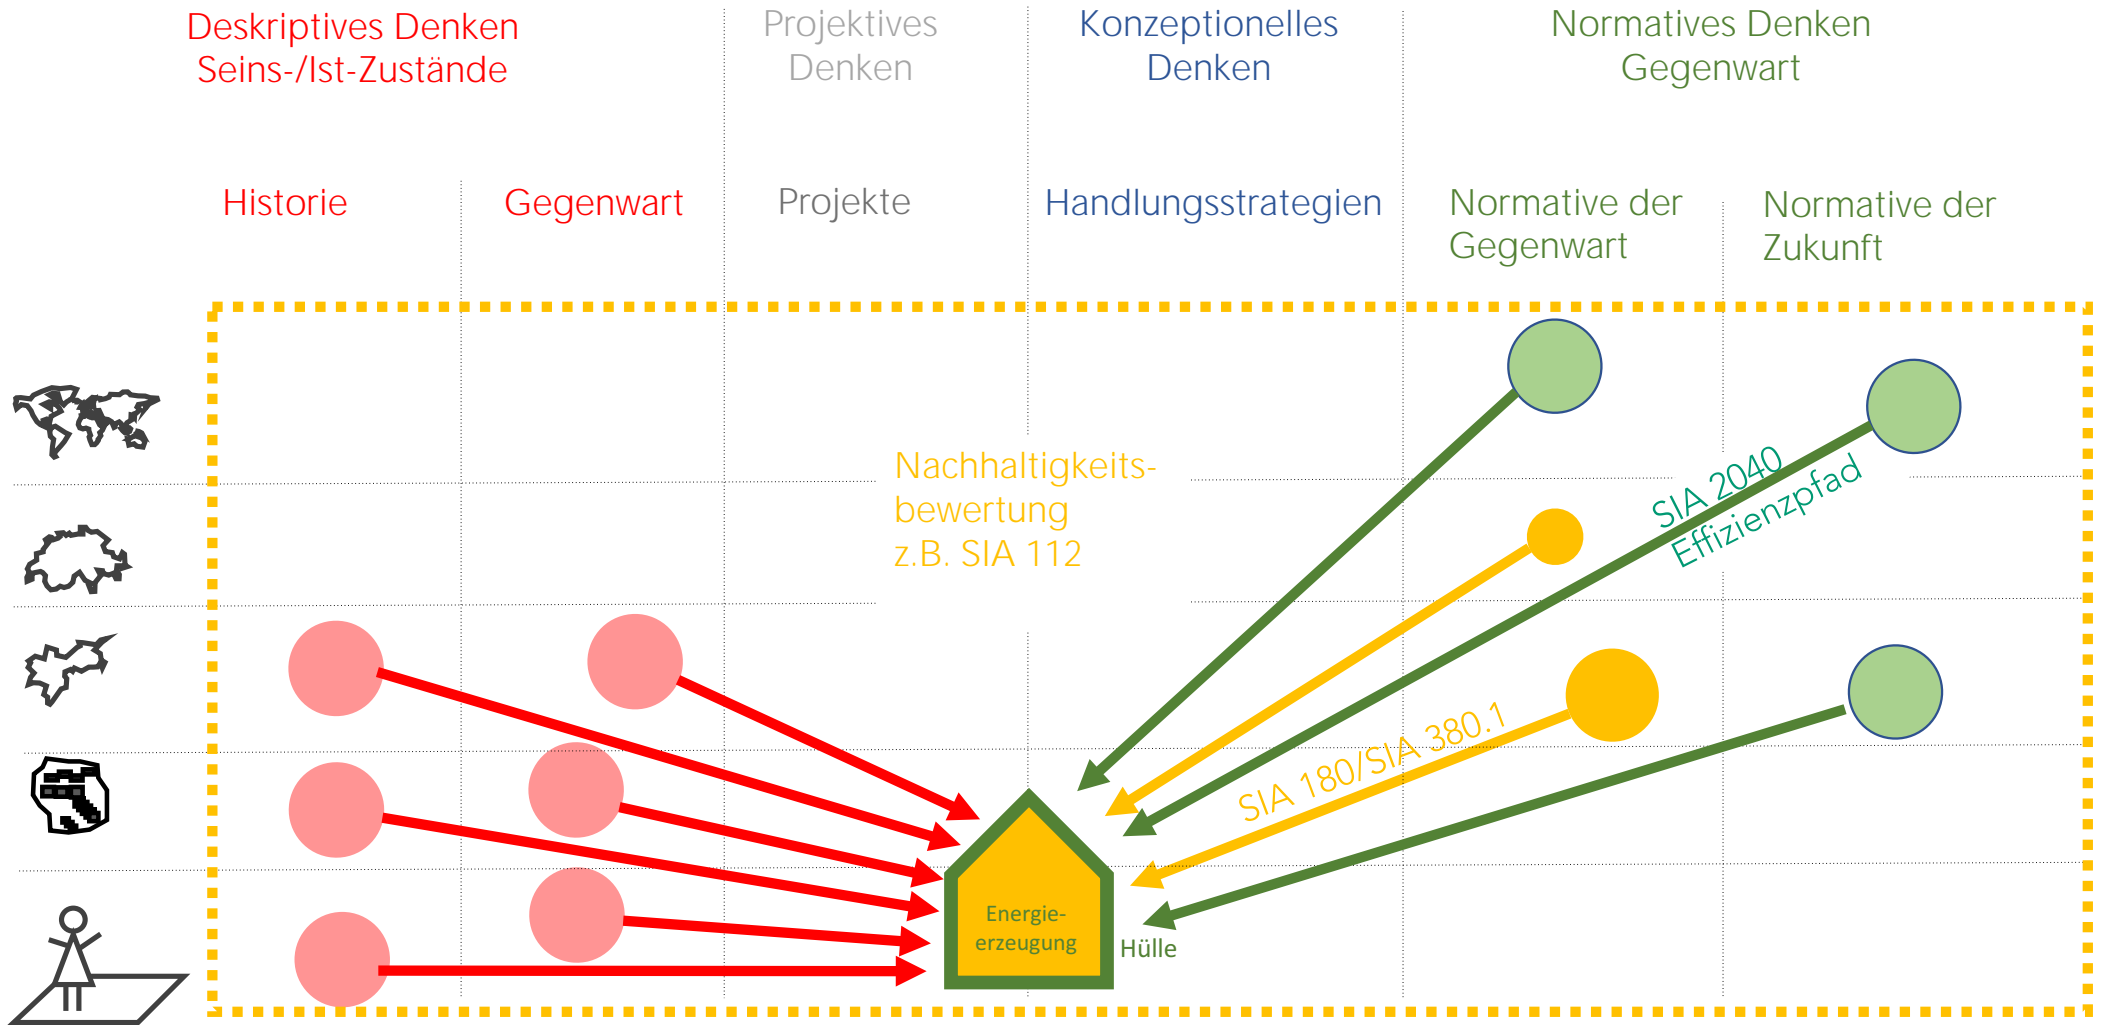 Deskriptives Denken
Seins-/Ist-Zustände
Projektives
Denken
Konzeptionelles
Denken
Normatives Denken
Gegenwart
Historie
Gegenwart
Projekte
Handlungsstrategien
Normative der
Gegenwart
Normative der
Zukunft
Nachhaltigkeits-
bewertung
z.B. SIA 112
SIA 2040
Effizienzpfad
SIA 180/SIA 380.1
Energie-
erzeugung
Hülle